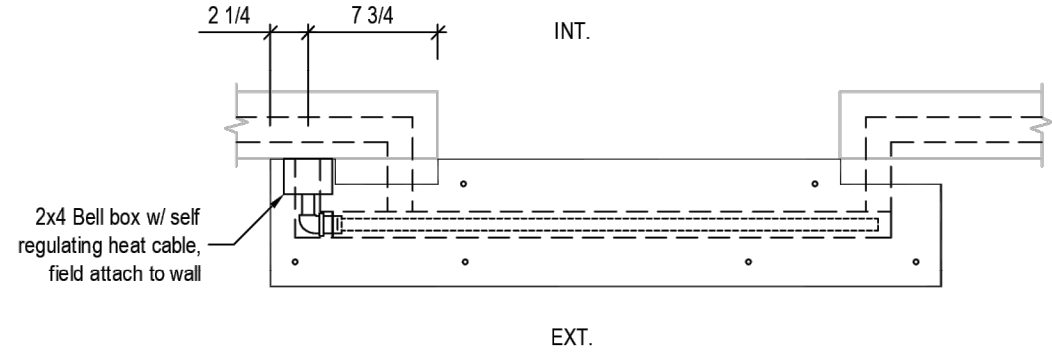 2 1/4
7 3/4
INT.
2x4 Bell box w/ self
regulating heat cable,
field attach to wall
EXT.